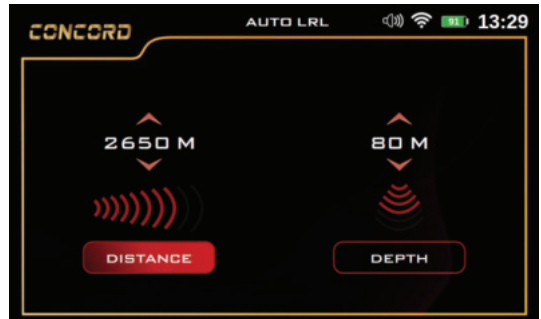 CONCORD
AUTO LRL
91
13:29
2650 M
80 M
DISTANCE
DEPTH